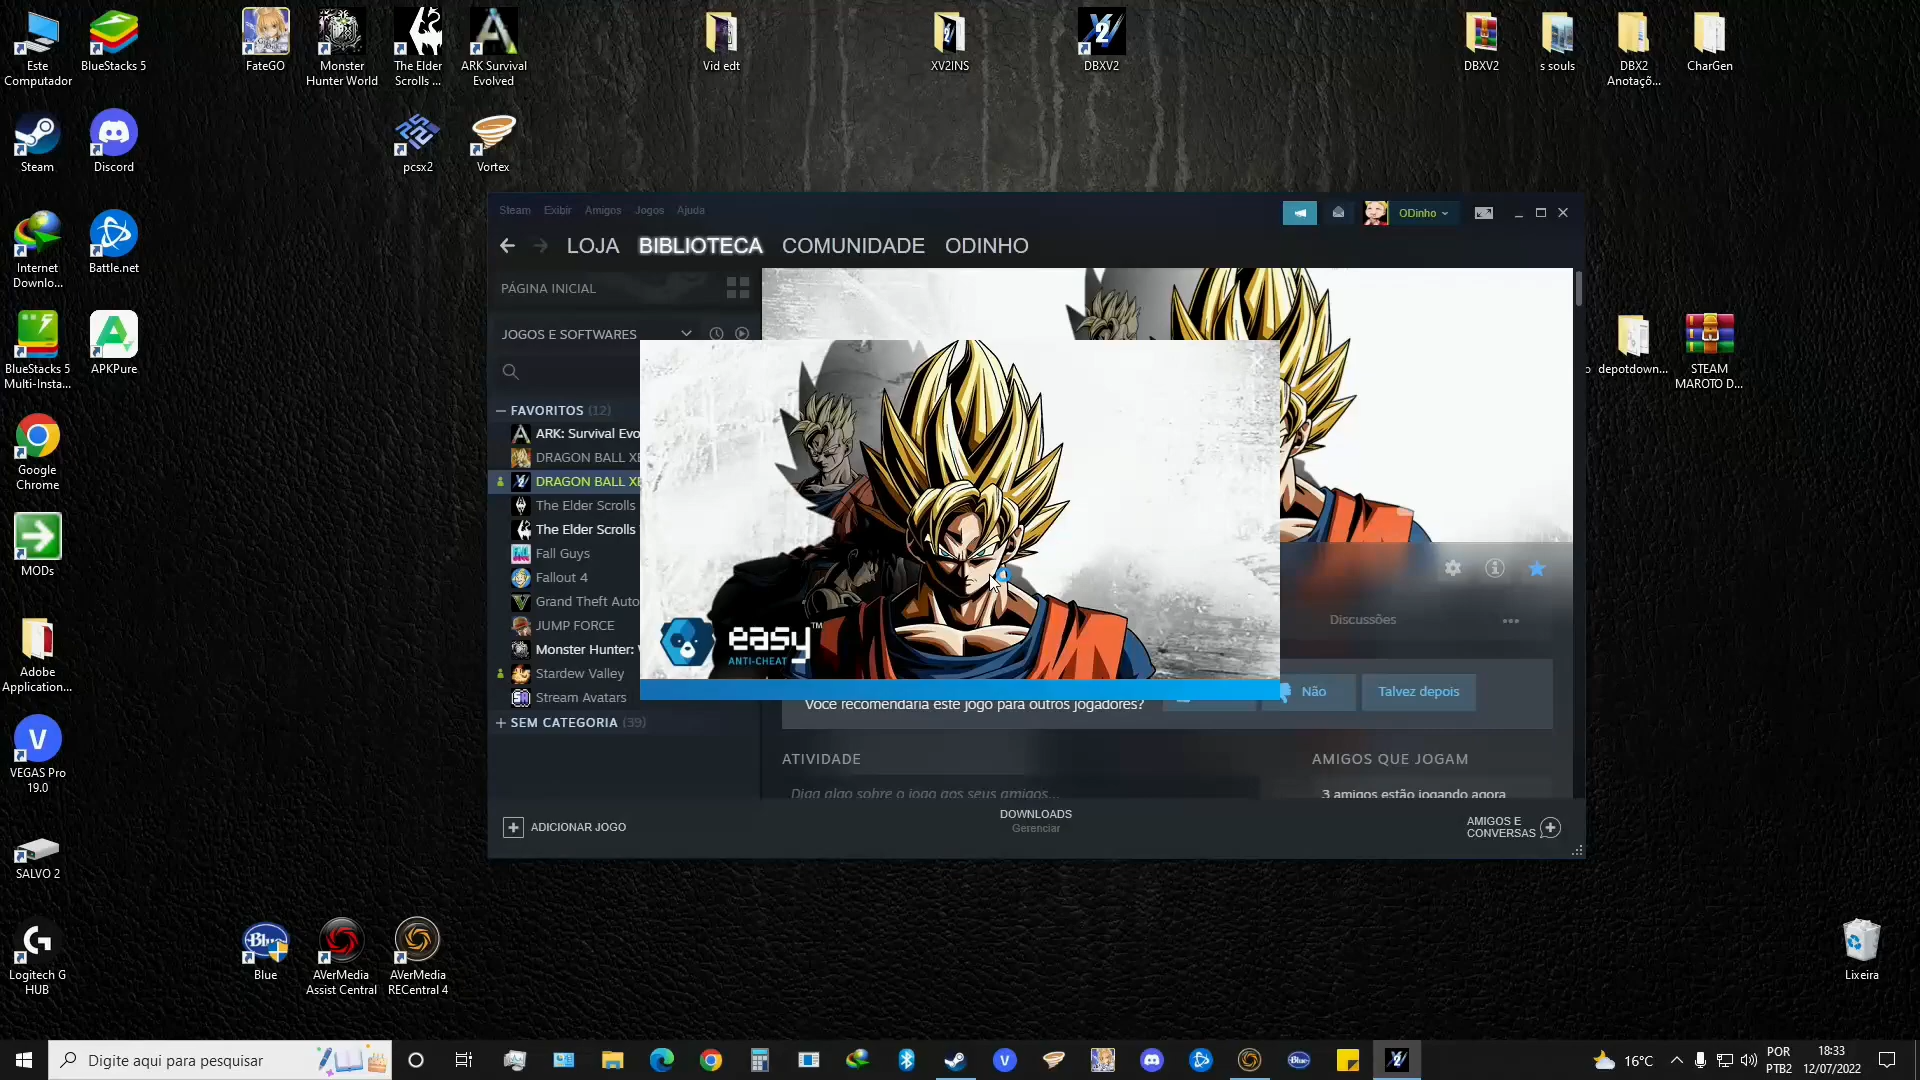 Este
Computador
BlueStacks 5
FateGO
Monster
Hunter World
The Elder
Scrolls ...
ARK Survival
Evolved
Vid edt
XV2INS
DBXV2
DBXV2
s souls
DBX2
Anotaçõ...
CharGen
Steam
Discord
pcsx2
Vortex
Internet
Downlo...
Battle.net
BlueStacks 5
Multi-Insta...
APKPure
depotdown...
STEAM
MAROTO D...
Google
Chrome
MODs
Adobe
Application...
VEGAS Pro
19.0
SALVO 2
Logitech G
HUB
Blue
AVerMedia
Assist Central
AVerMedia
RECentral 4
Lixeira
Steam Exibir Amigos Jogos Ajuda
ODinho
LOJA BIBLIOTECA COMUNIDADE ODINHO
PÁGINA INICIAL
JOGOS E SOFTWARES
FAVORITOS (12)
ARK: Survival Evo
DRAGON BALL XE
DRAGON BALL XE
The Elder Scrolls
The Elder Scrolls
Fall Guys
Fallout 4
Grand Theft Auto
JUMP FORCE
Monster Hunter:
Stardew Valley
Stream Avatars
SEM CATEGORIA (39)
easy™
ANTI-CHEAT
Discussões
Você recomendaria este jogo para outros jogadores?
Não
Talvez depois
ATIVIDADE
AMIGOS QUE JOGAM
Diga algo sobre o jogo aos seus amigos...
3 amigos estão jogando agora
ADICIONAR JOGO
DOWNLOADS
Gerenciar
AMIGOS E
CONVERSAS
Digite aqui para pesquisar
16°C
POR
PTB2
18:33
12/07/2022